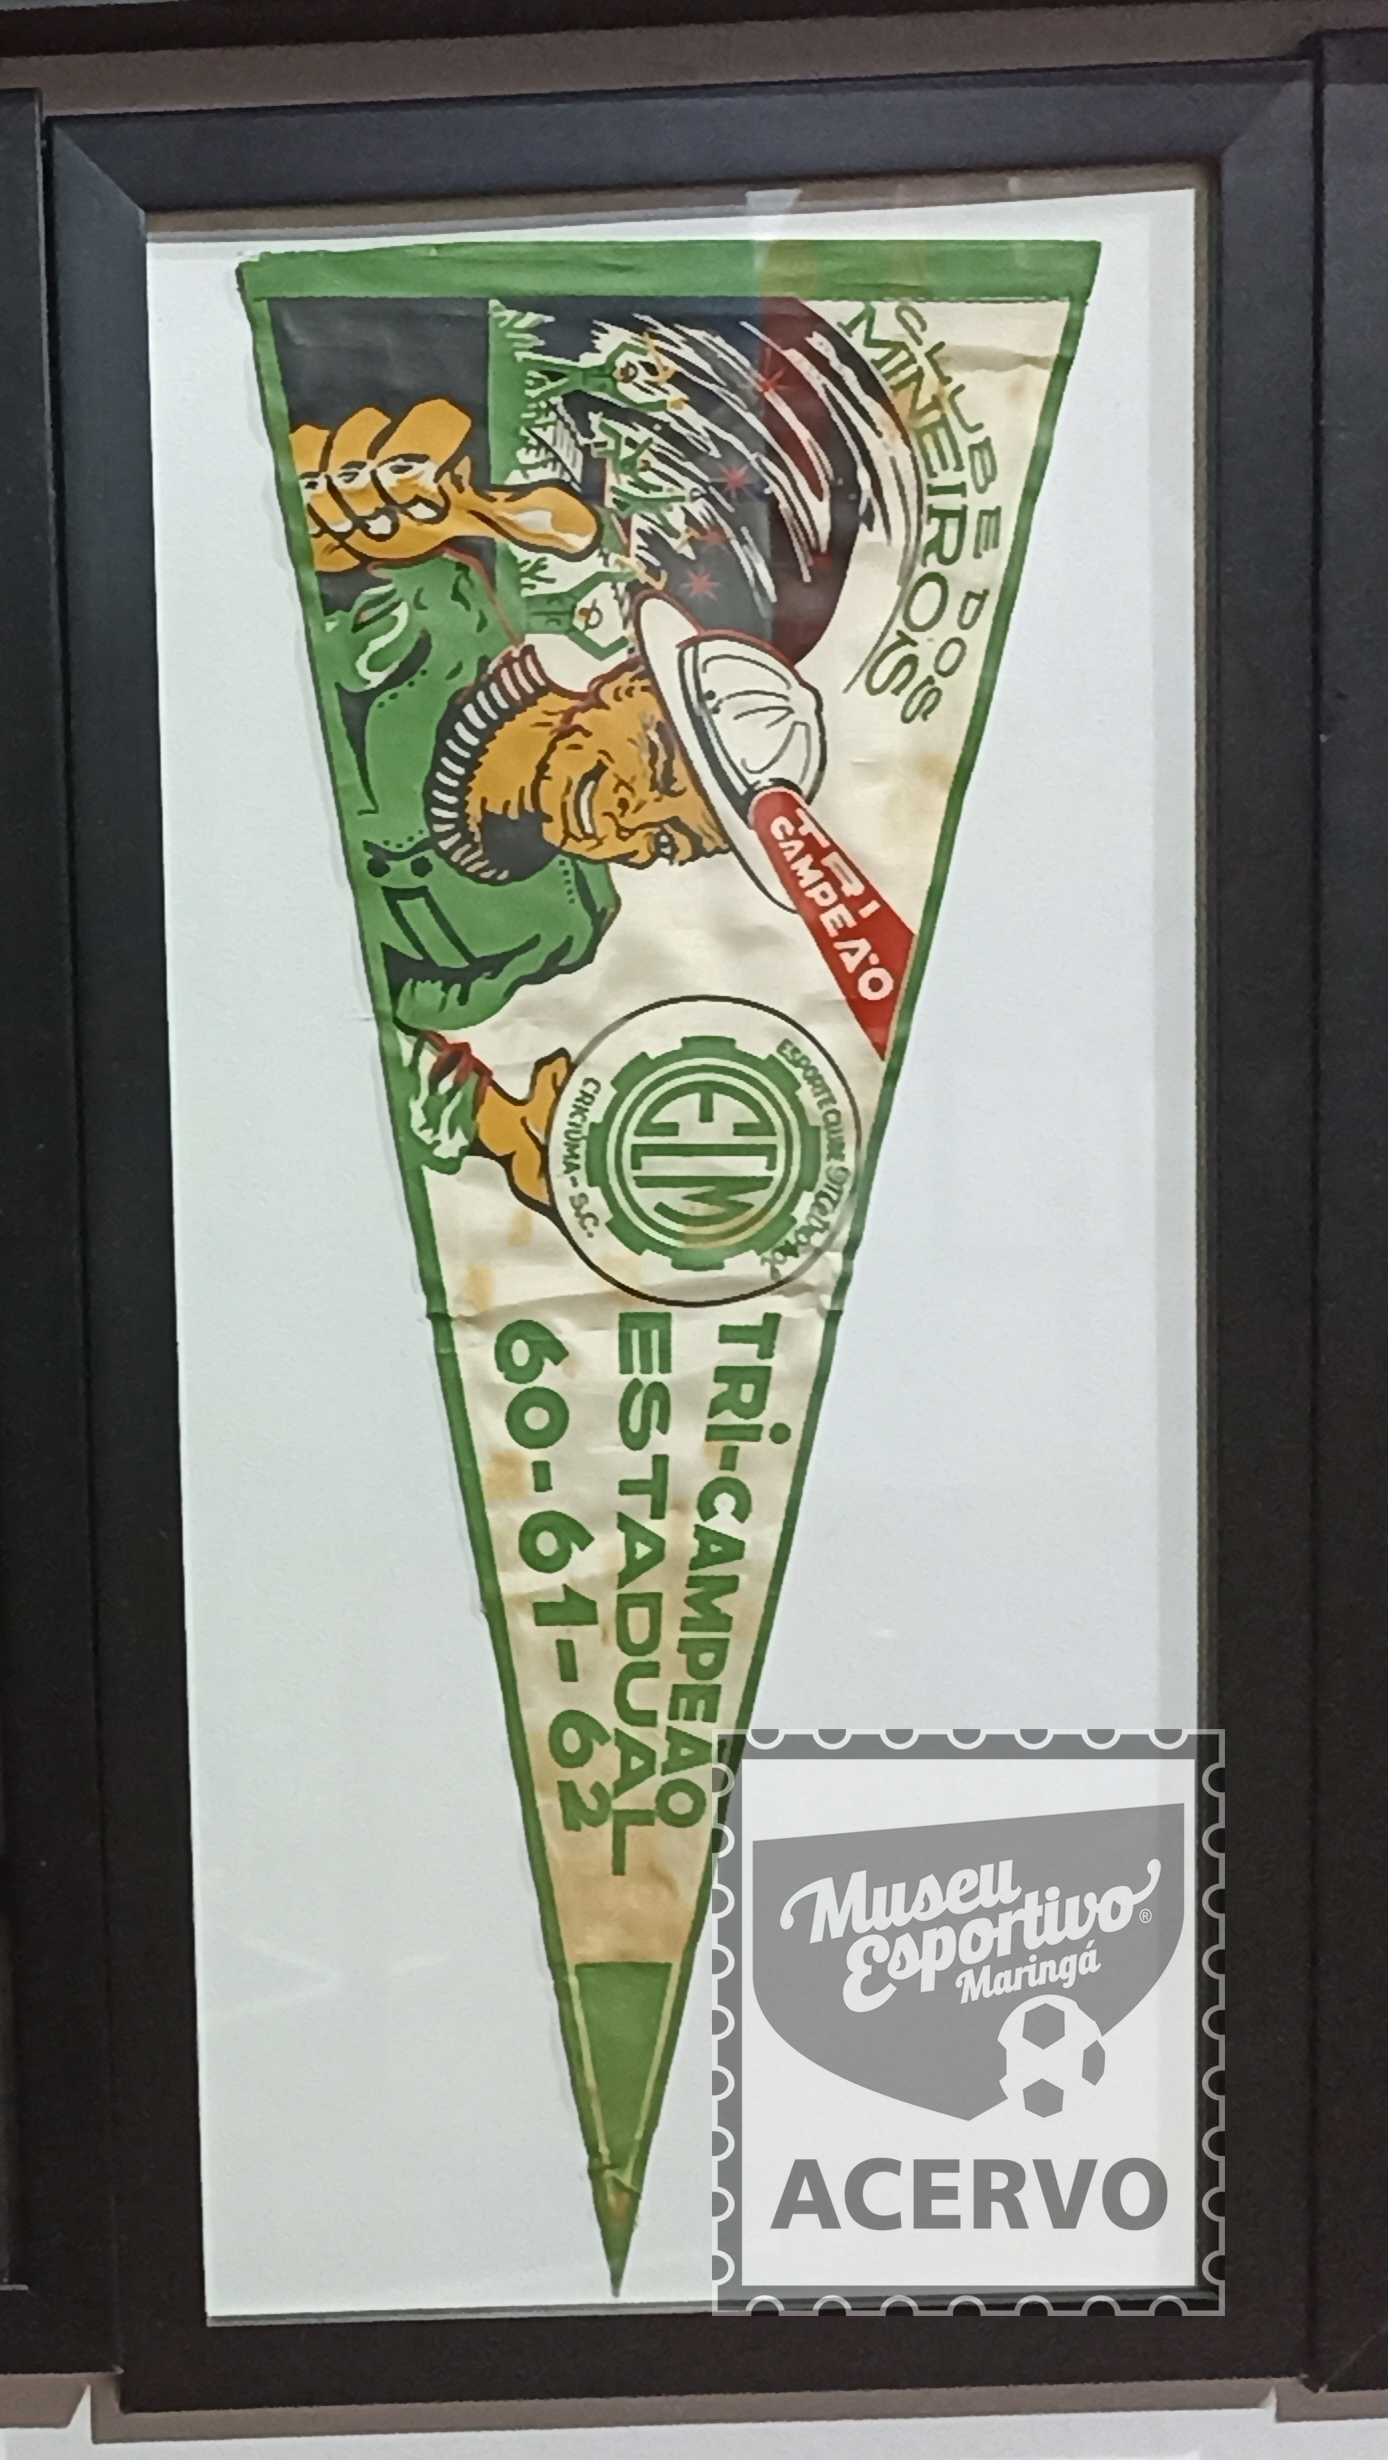 CLUBE DOS
MINEIROS
TRI
CAMPEÃO
ESPORTE CLUBE Metropol
ECM
CRICIUMA - S.C.
TRI-CAMPEAO
ESTADUAL
60-61-62
Museu
Esportivo®
Maringá
ACERVO